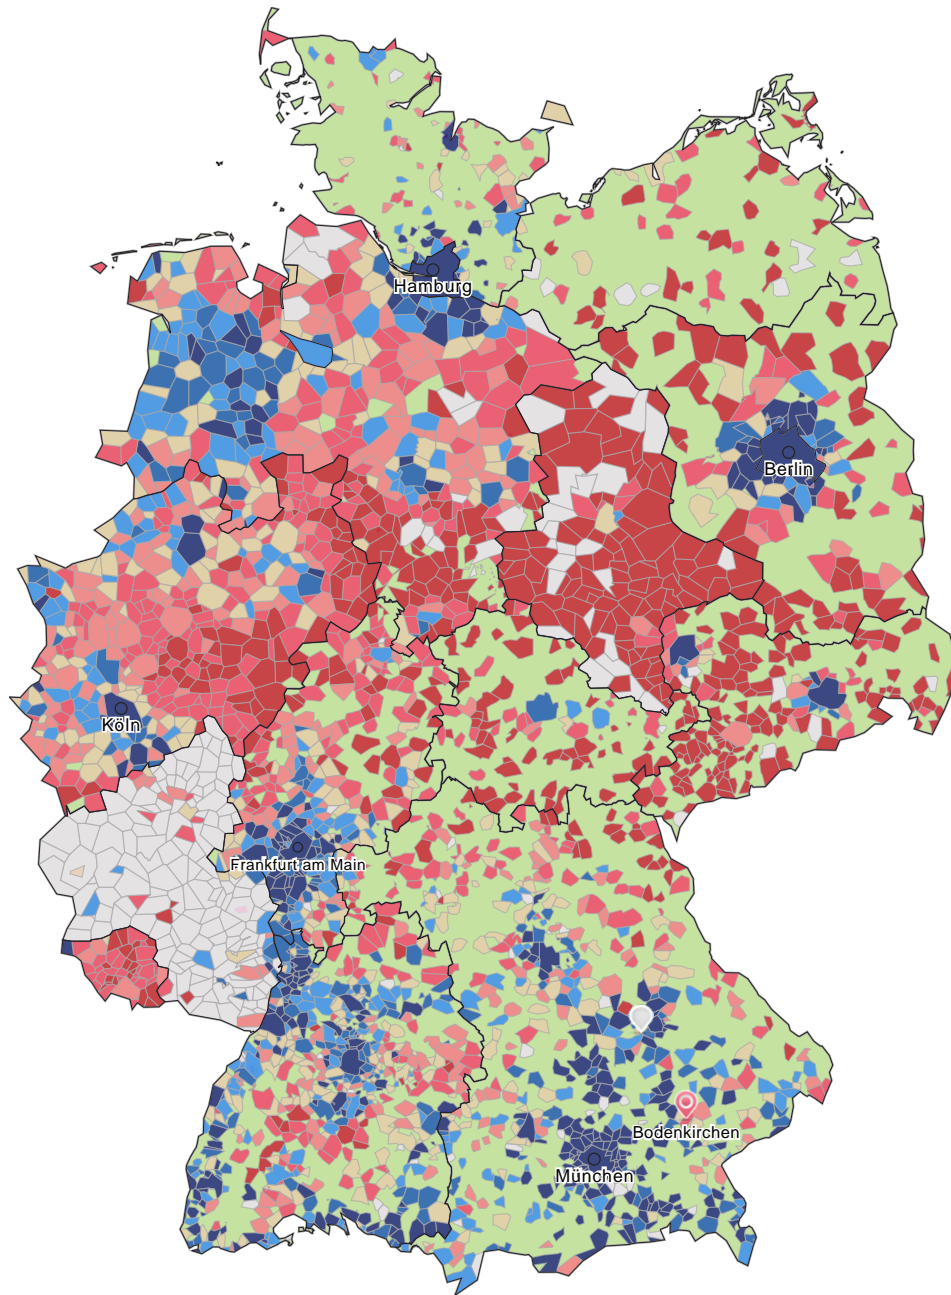 Hamburg
Berlin
Köln
Frankfurt am Main
Bodenkirchen
München